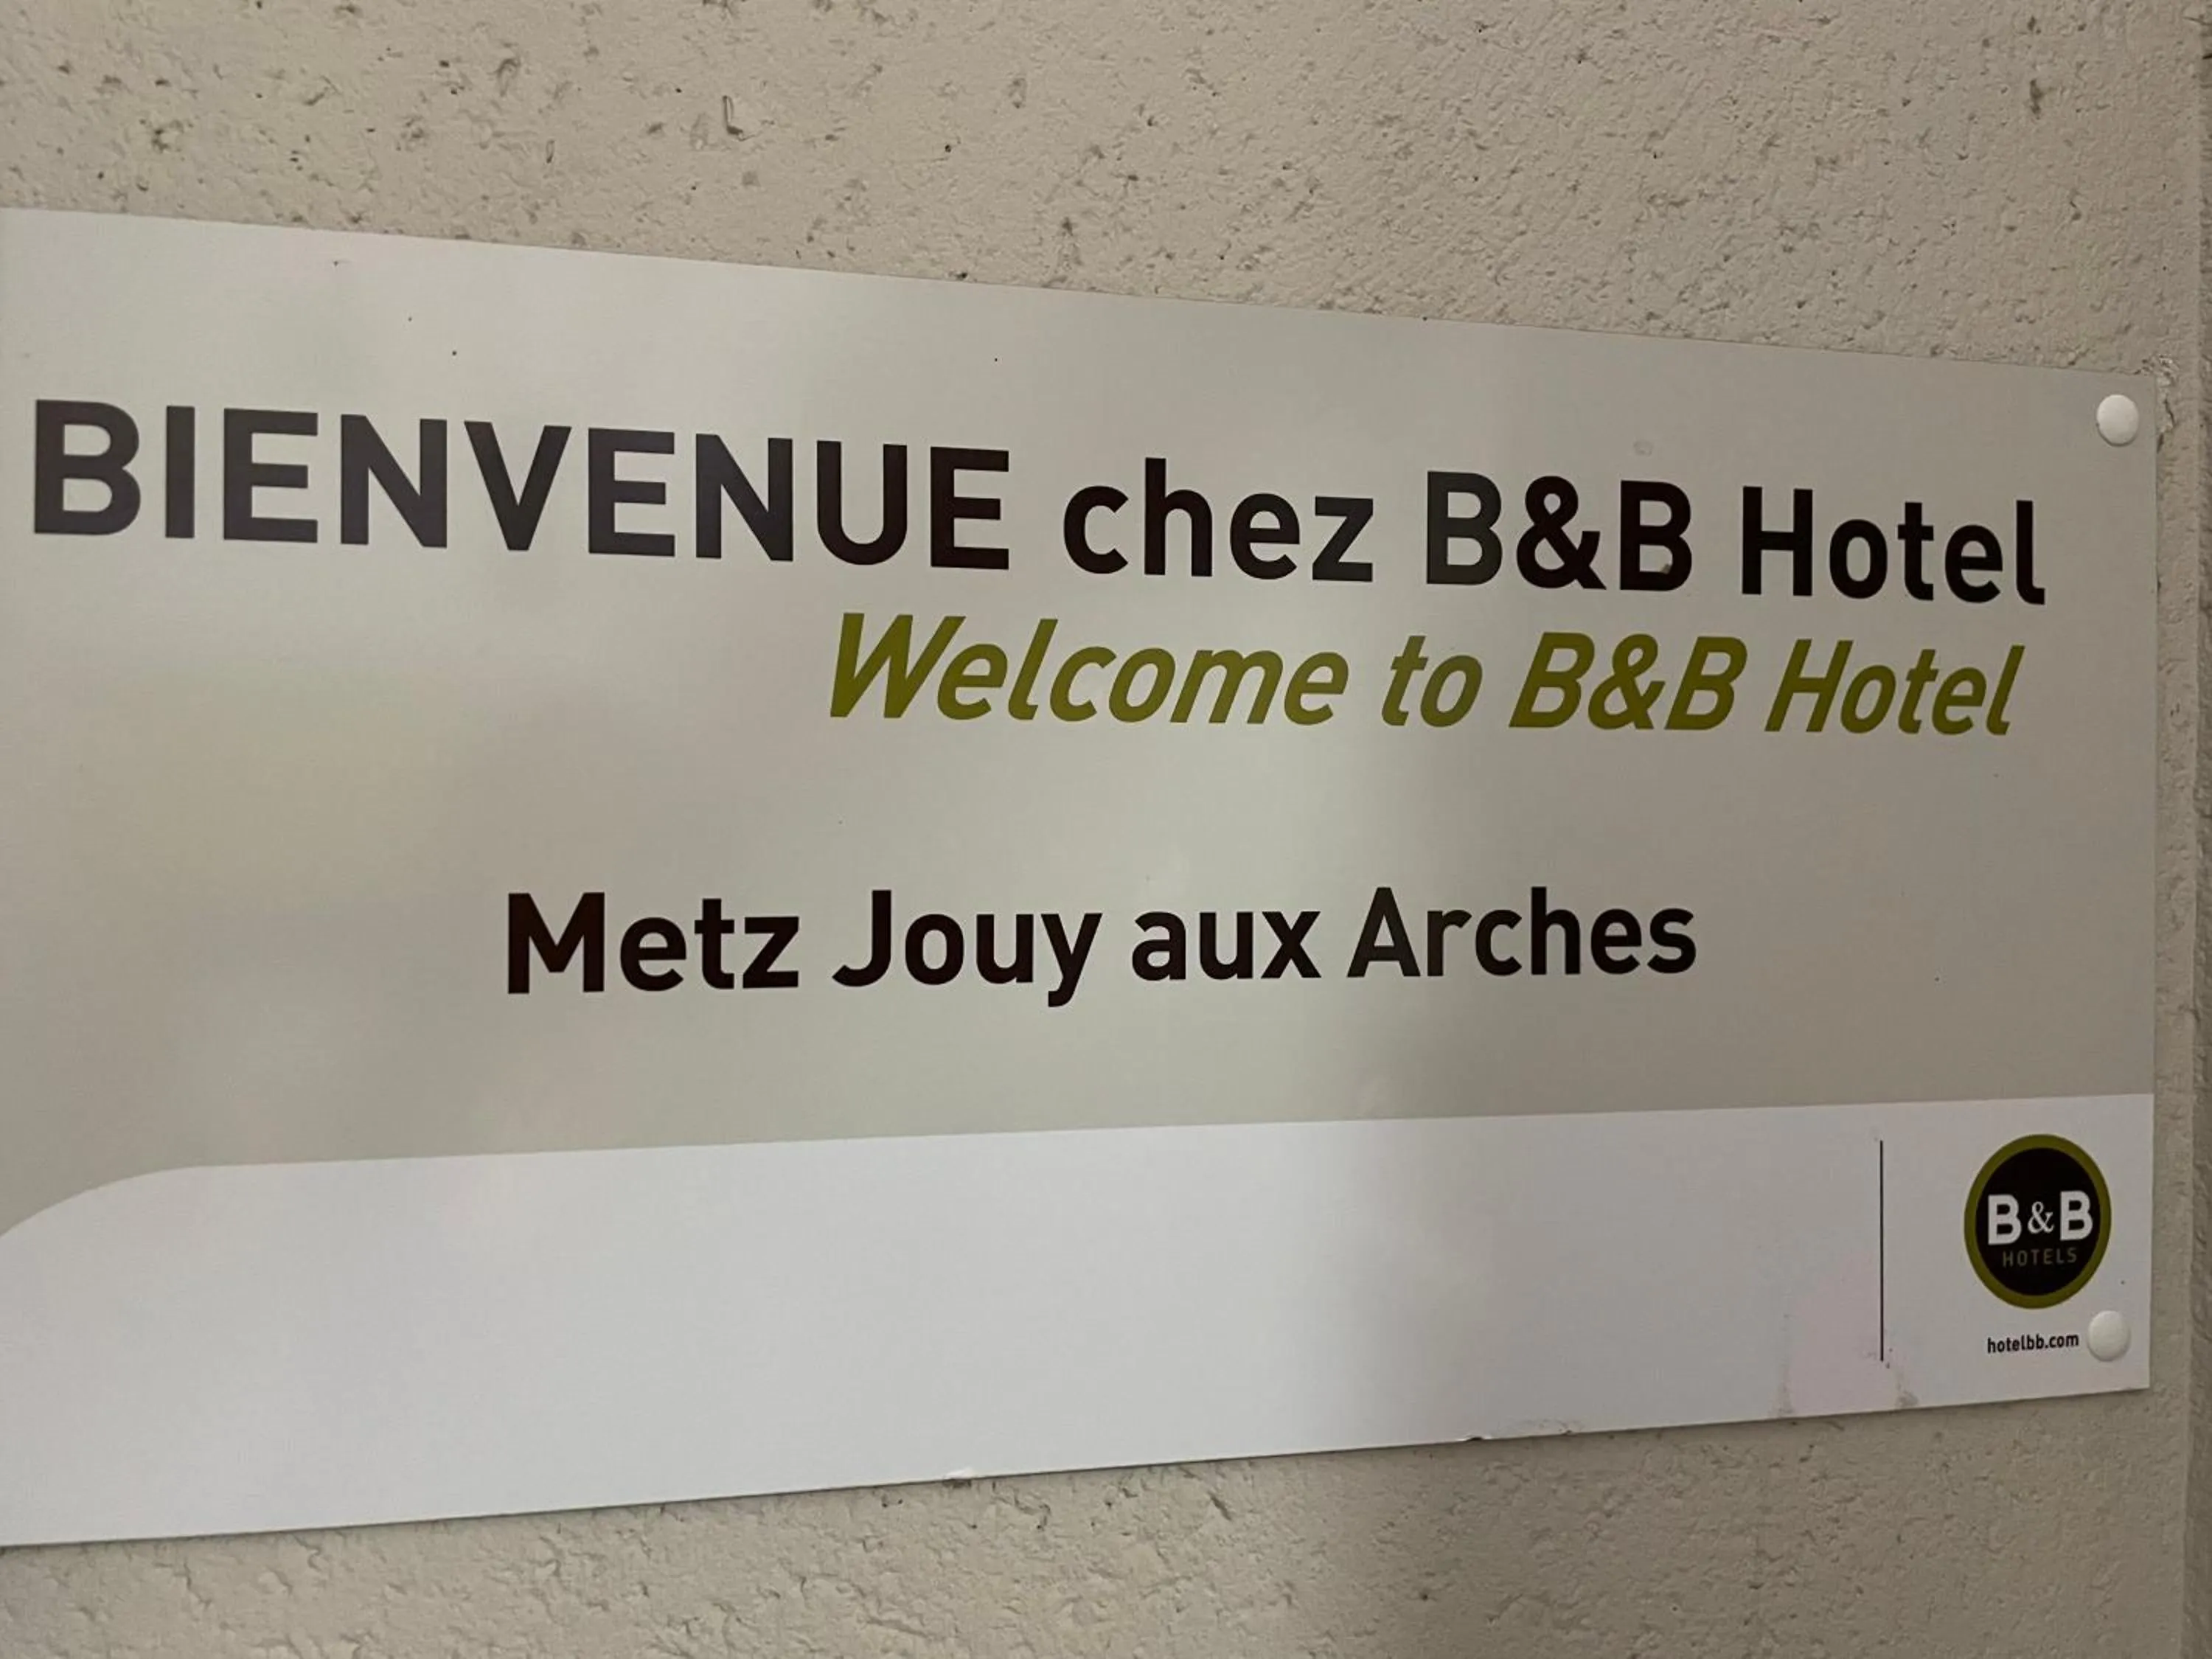 BIENVENUE chez B&B Hotel
Welcome to B&B Hotel
Metz Jouy aux Arches
B&B
HOTELS
hotelbb.com